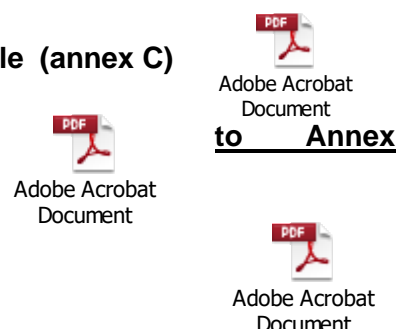 PDF
le (annex C)
Adobe Acrobat
Document
to Annex
PDF
Adobe Acrobat
Document
PDF
Adobe Acrobat
Document